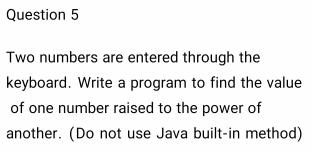 Question 5
Two numbers are entered through the
keyboard. Write a program to find the value
of one number raised to the power of
another. (Do not use Java built-in method)